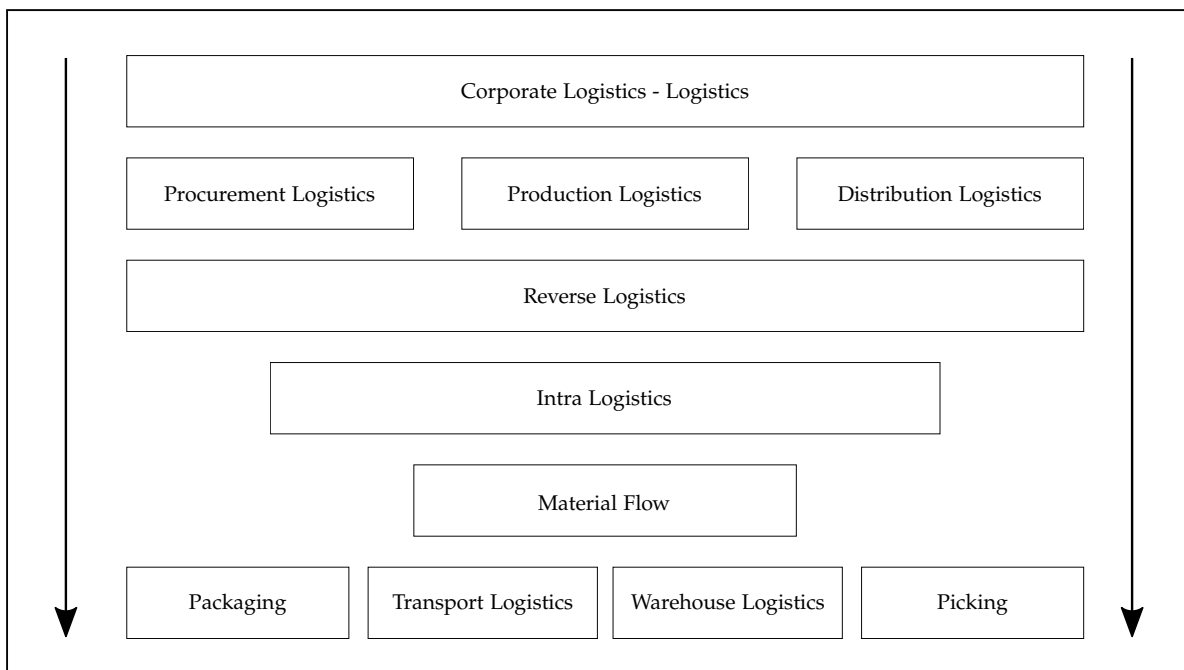 Corporate Logistics - Logistics
Procurement Logistics
Production Logistics
Distribution Logistics
Reverse Logistics
Intra Logistics
Material Flow
Packaging
Transport Logistics
Warehouse Logistics
Picking